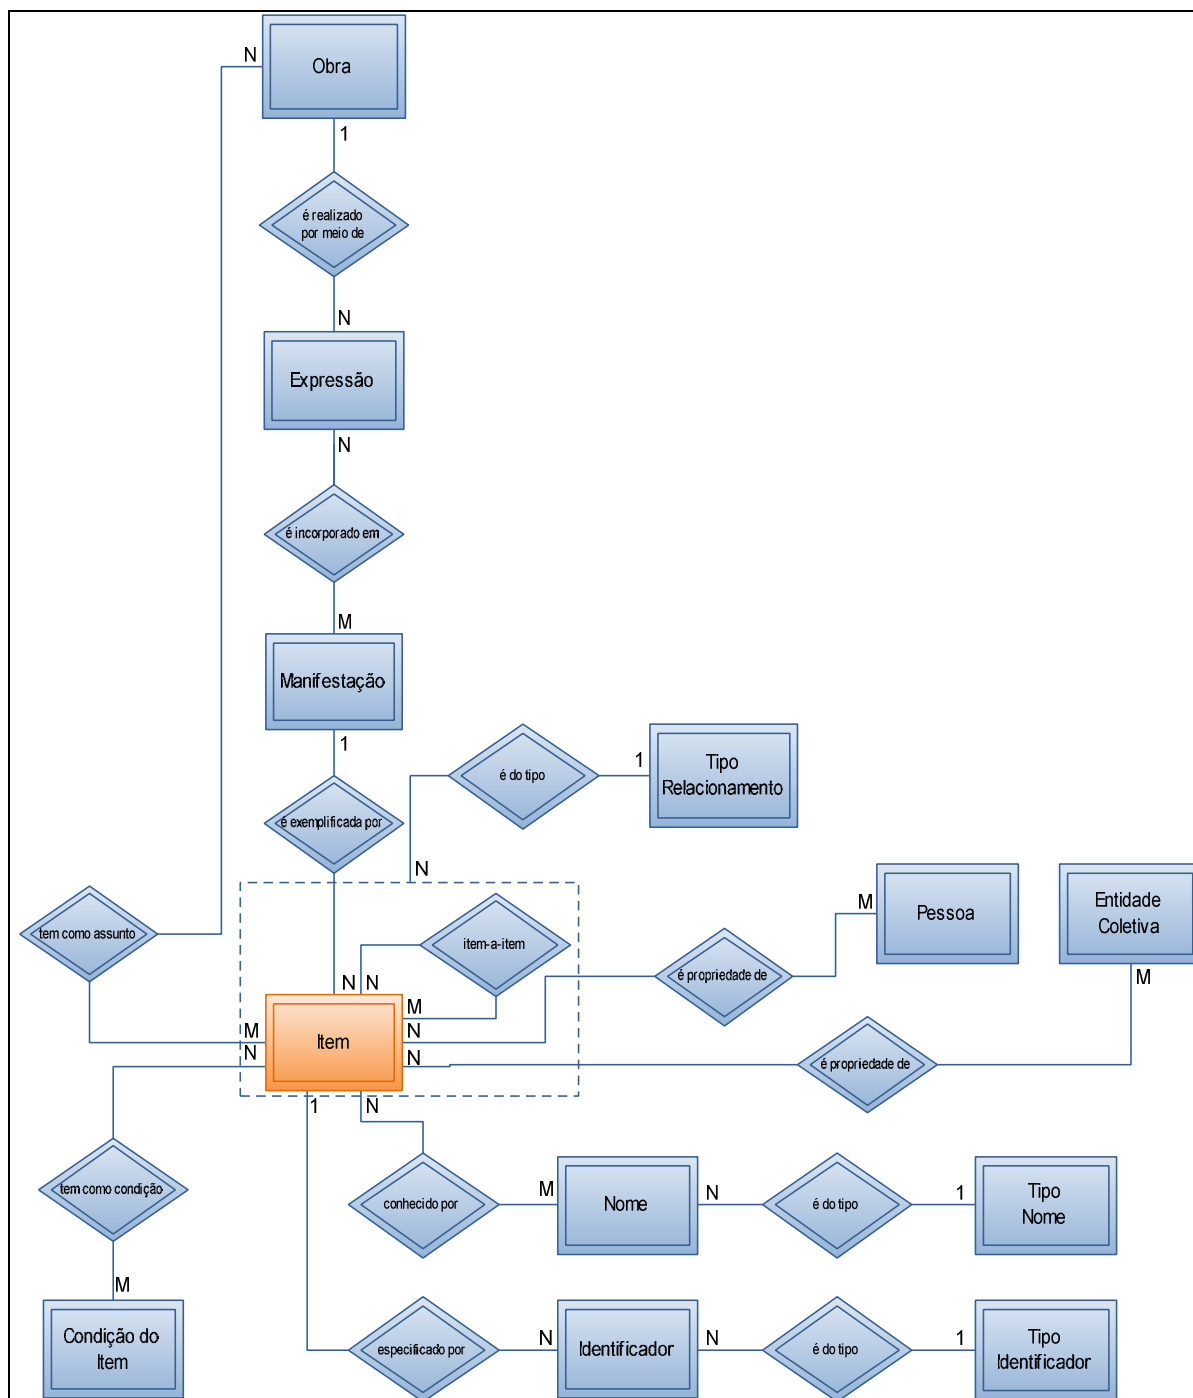 Obra
N
1
é realizado
por meio de
N
Expressão
N
é incorporado em
M
Manifestação
1
é do tipo
1
Tipo
Relacionamento
é exemplificada por
N
tem como assunto
item-a-item
M
Pessoa
Entidade
Coletiva
é propriedade de
M
N
N
M
M
N
N
N
Item
é propriedade de
1
N
tem como condição
conhecido por
M
Nome
N
é do tipo
1
Tipo
Nome
M
Condição do
Item
especificado por
N
Identificador
N
é do tipo
1
Tipo
Identificador